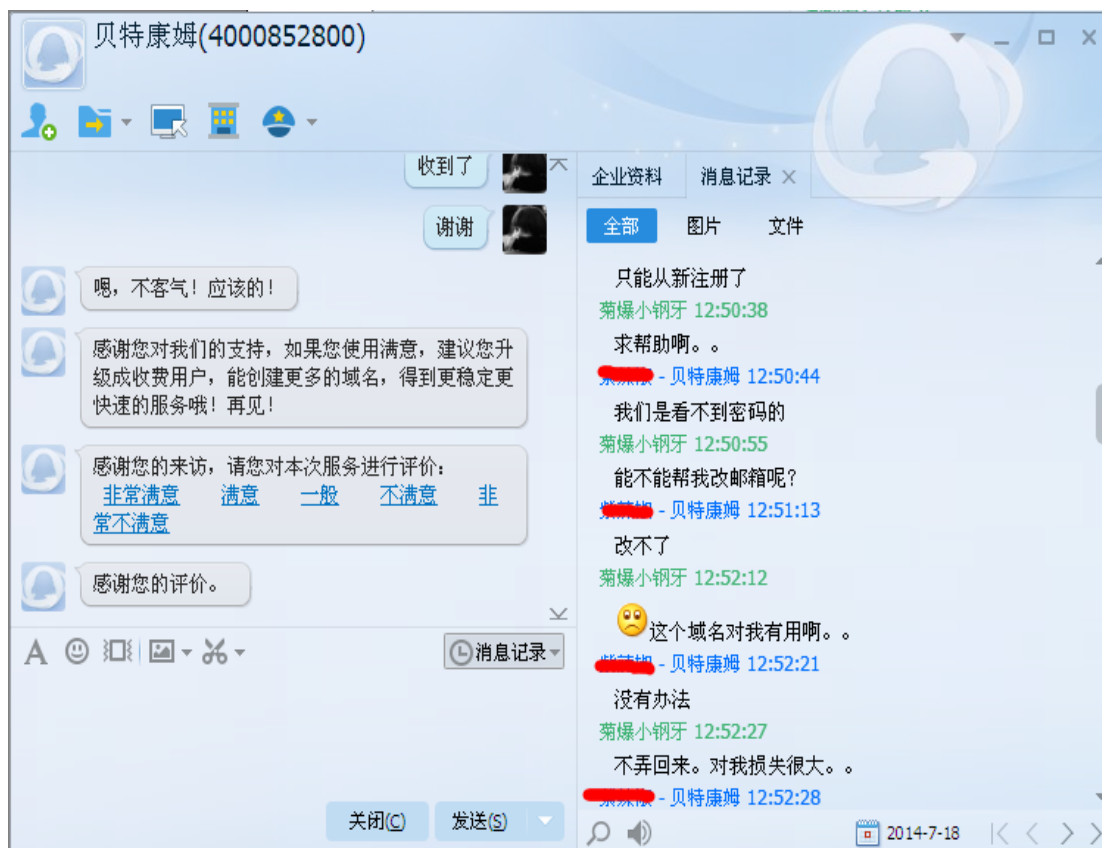 贝特康姆(4000852800)
收到了
谢谢
嗯，不客气！应该的！
感谢您对我们的支持，如果您使用满意，建议您升
级成收费用户，能创建更多的域名，得到更稳定更
快速的服务哦！再见！
感谢您的来访，请您对本次服务进行评价：
非常满意 满意 一般 不满意 非
常不满意
感谢您的评价。
消息记录
关闭(C) 发送(S)
企业资料 消息记录
全部 图片 文件
只能从新注册了
菊爆小钢牙 12:50:38
求帮助啊。。
- 贝特康姆 12:50:44
我们是看不到密码的
菊爆小钢牙 12:50:55
能不能帮我改邮箱呢?
- 贝特康姆 12:51:13
改不了
菊爆小钢牙 12:52:12
这个域名对我有用啊。。
- 贝特康姆 12:52:21
没有办法
菊爆小钢牙 12:52:27
不弄回来。对我损失很大。。
- 贝特康姆 12:52:28
2014-7-18